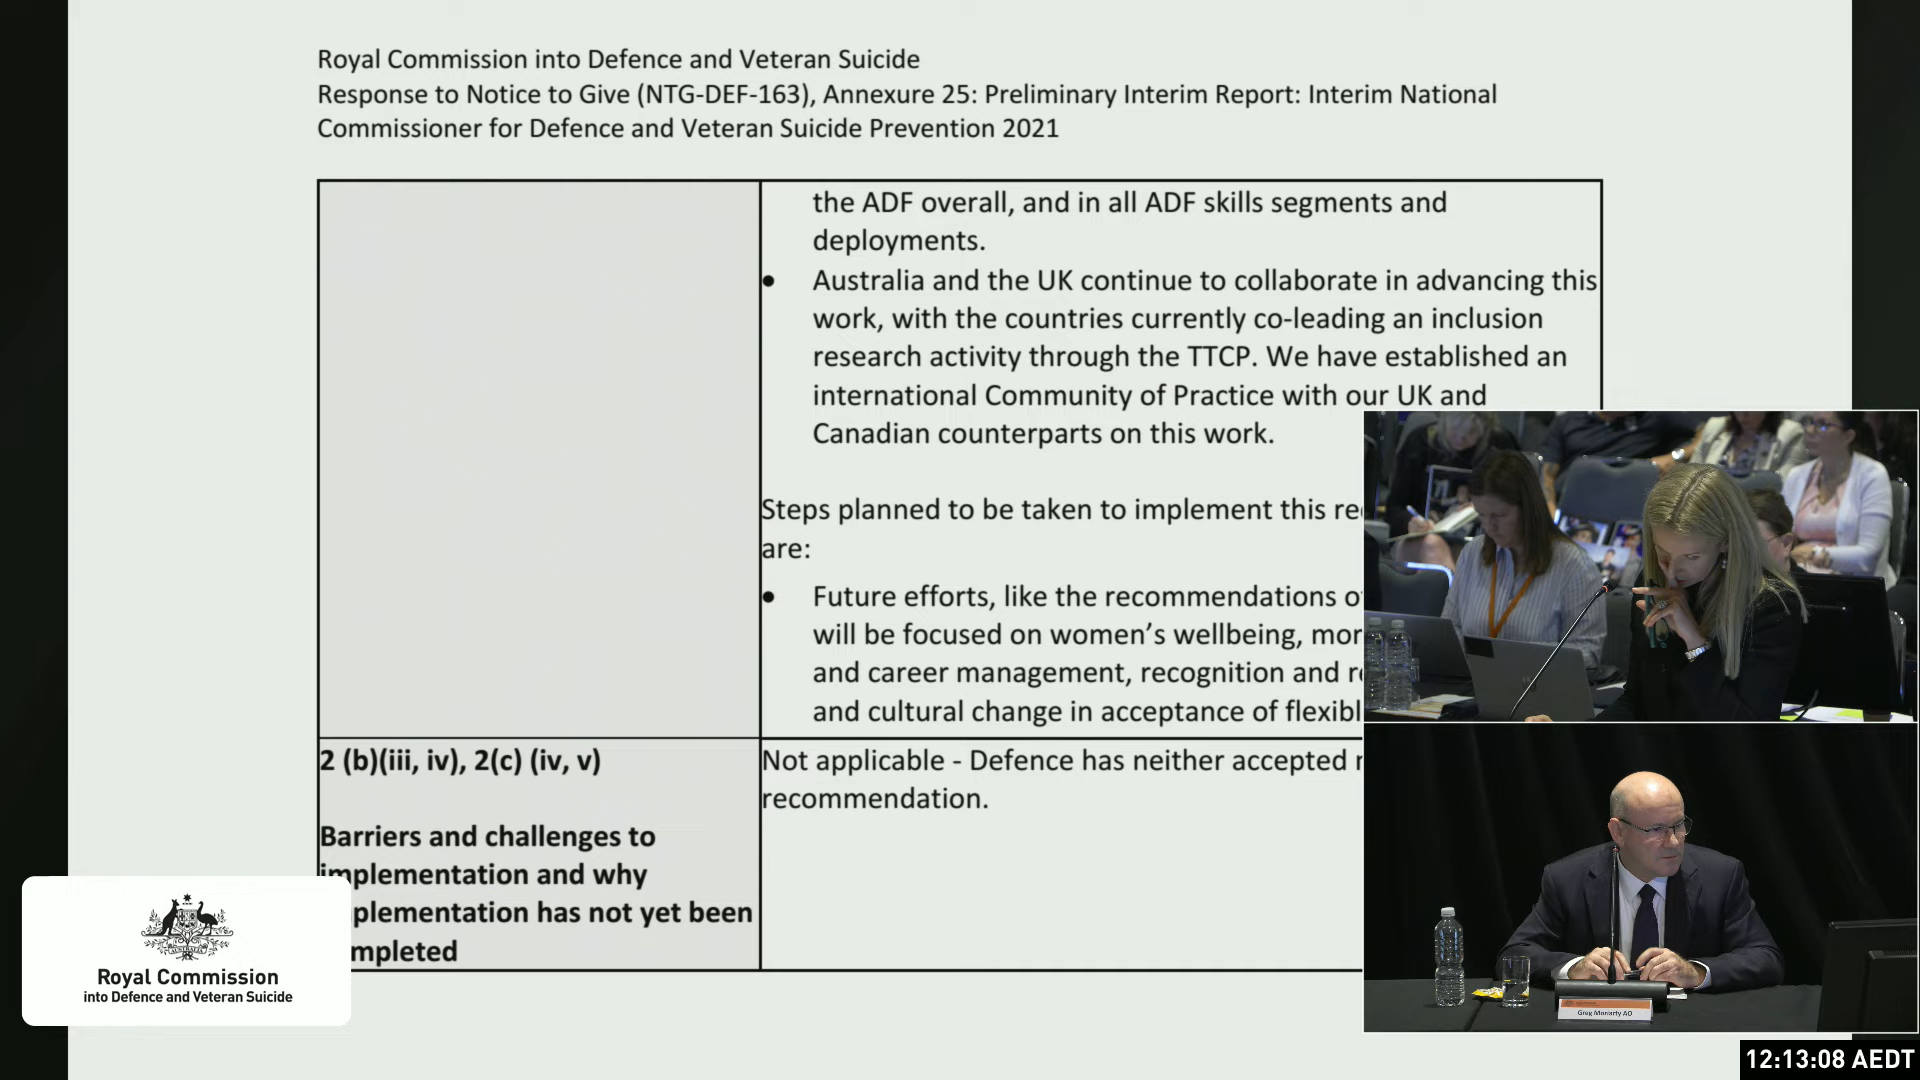 Royal Commission into Defence and Veteran Suicide
Response to Notice to Give (NTG-DEF-163), Annexure 25: Preliminary Interim Report: Interim National
Commissioner for Defence and Veteran Suicide Prevention 2021
the ADF overall, and in all ADF skills segments and
deployments.
• Australia and the UK continue to collaborate in advancing this
work, with the countries currently co-leading an inclusion
research activity through the TTCP. We have established an
international Community of Practice with our UK and
Canadian counterparts on this work.
Steps planned to be taken to implement this
are:
• Future efforts, like the recommendations
will be focused on women's wellbeing,
and career management, recognition and
and cultural change in acceptance of
2 (b)(iii, iv), 2(c) (iv, v)
Barriers and challenges to
implementation and why
implementation has not yet been
mpleted
Not applicable - Defence has neither accepted
recommendation.
Royal Commission
into Defence and Veteran Suicide
Greg Moriarty AO
12:13:08 AEDT